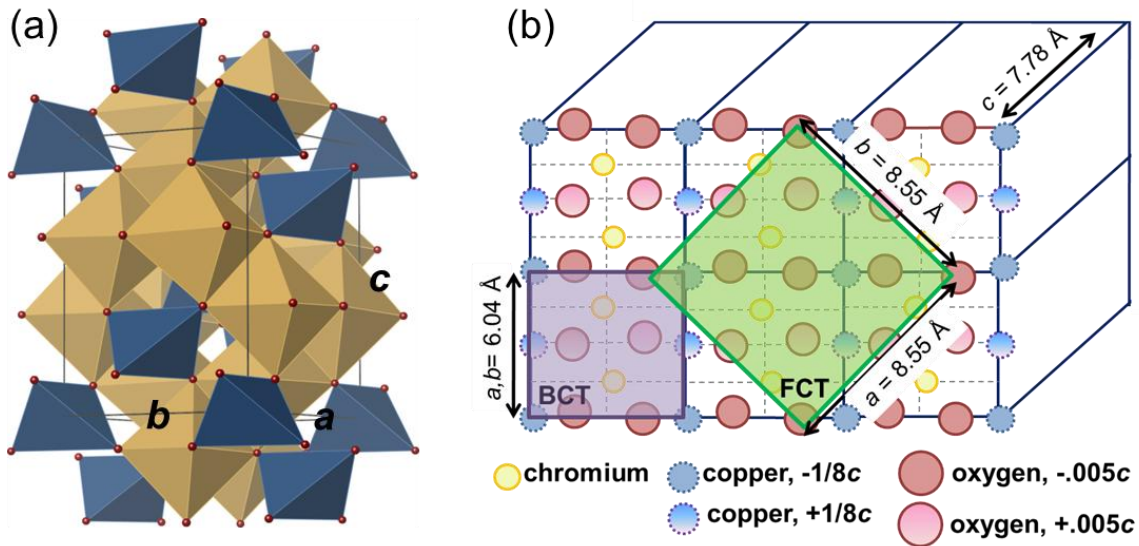 (a)
c
b
a
(b)
c = 7.78 Å
b = 8.55 Å
a,b= 6.04 Å
a = 8.55 Å
BCT
FCT
chromium
copper, -1/8c
oxygen, -.005c
copper, +1/8c
oxygen, +.005c